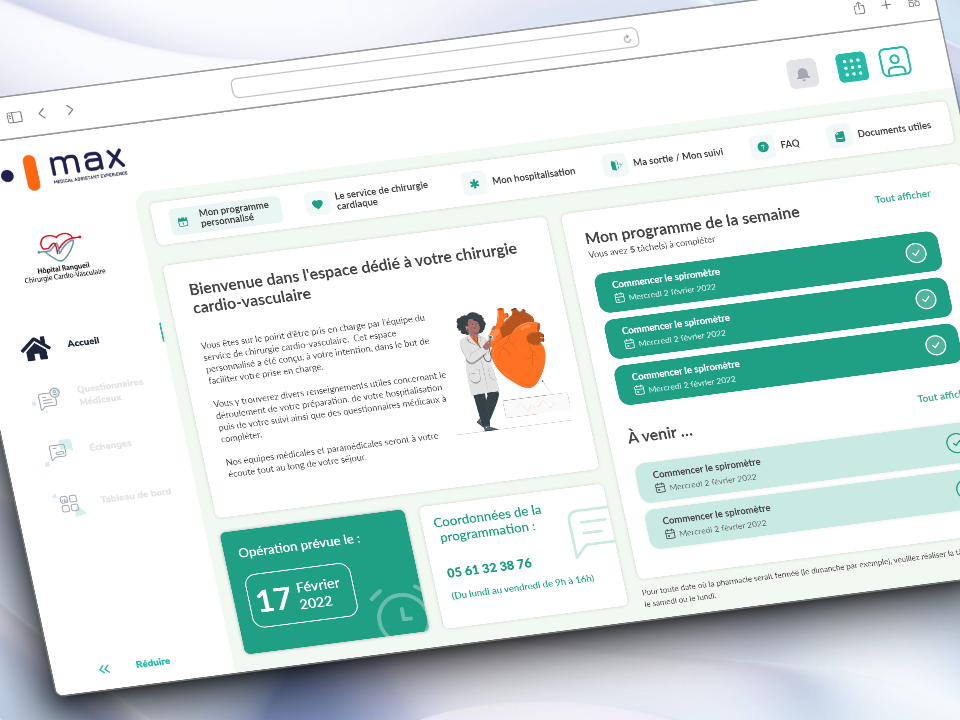 max
MEDICAL ASSISTANT EXPERIENCE
Hôpital Rangueil
Chirurgie Cardio-Vasculaire
Accueil
Questionnaires
Médicaux
Échanges
Tableau de bord
Réduire
Mon programme
personnalisé
Le service de chirurgie
cardiaque
Mon hospitalisation
Ma sortie / Mon suivi
FAQ
Documents utiles
Bienvenue dans l'espace dédié à votre chirurgie
cardio-vasculaire
Vous êtes sur le point d'être pris en charge par l'équipe du
service de chirurgie cardio-vasculaire. Cet espace
personnalisé a été conçu, à votre intention, dans le but de
faciliter votre prise en charge.
Vous y trouverez divers renseignements utiles concernant le
déroulement de votre préparation, de votre hospitalisation
puis de votre suivi ainsi que des questionnaires médicaux à
compléter.
Nos équipes médicales et paramédicales seront à votre
écoute tout au long de votre séjour.
Opération prévue le :
17 Février
2022
Coordonnées de la
programmation :
05 61 32 38 76
(Du lundi au vendredi de 9h à 16h)
Mon programme de la semaine
Tout afficher
Vous avez 5 tâche(s) à compléter
Commencer le spiromètre
Mercredi 2 février 2022
Commencer le spiromètre
Mercredi 2 février 2022
Commencer le spiromètre
Mercredi 2 février 2022
À venir ...
Tout affich
Commencer le spiromètre
Mercredi 2 février 2022
Commencer le spiromètre
Mercredi 2 février 2022
Pour toute date où la pharmacie serait fermée (le dimanche par exemple), veuillez réaliser la
le samedi ou le lundi.